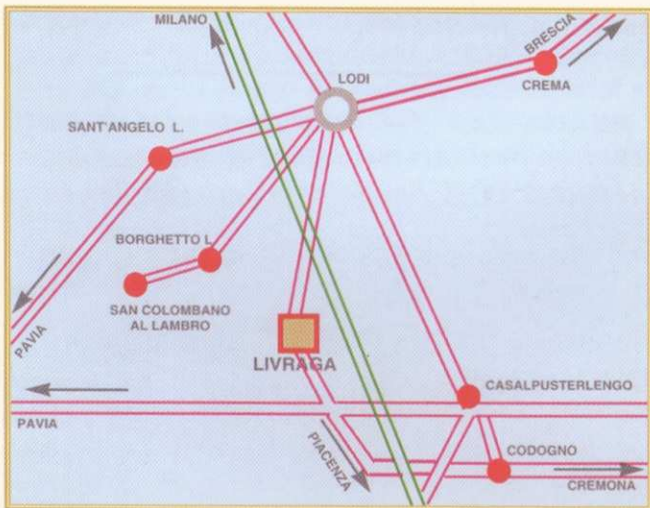 MILANO
BRESCIA
LODI
CREMA
SANT'ANGELO L.
BORGHETTO L
SAN COLOMBANO
AL LAMBRO
PAVIA
LIVRAGA
CASALPUSTERLENGO
PAVIA
PIACENZA
CODOGNO
CREMONA